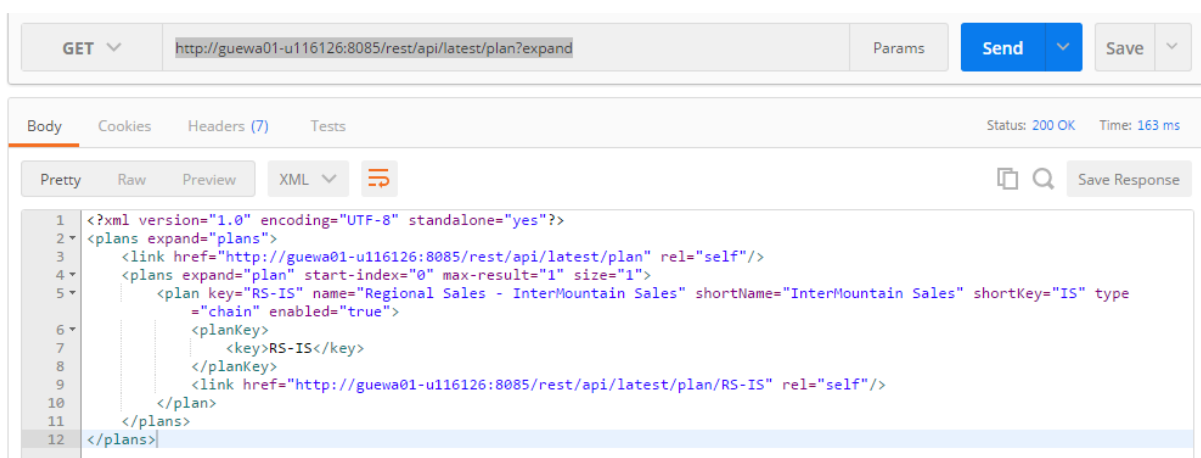 GET http://guewa01-u116126:8085/rest/api/latest/plan?expand Params Send Save
Body Cookies Headers (7) Tests Status: 200 OK Time: 163 ms
Pretty Raw Preview XML Save Response
1 <?xml version="1.0" encoding="UTF-8" standalone="yes"?>
2 <plans expand="plans">
3 <link href="http://guewa01-u116126:8085/rest/api/latest/plan" rel="self"/>
4 <plans expand="plan" start-index="0" max-result="1" size="1">
5 <plan key="RS-IS" name="Regional Sales - InterMountain Sales" shortName="InterMountain Sales" shortKey="IS" type
="chain" enabled="true">
6 <planKey>
7 <key>RS-IS</key>
8 </planKey>
9 <link href="http://guewa01-u116126:8085/rest/api/latest/plan/RS-IS" rel="self"/>
10 </plan>
11 </plans>
12 </plans>